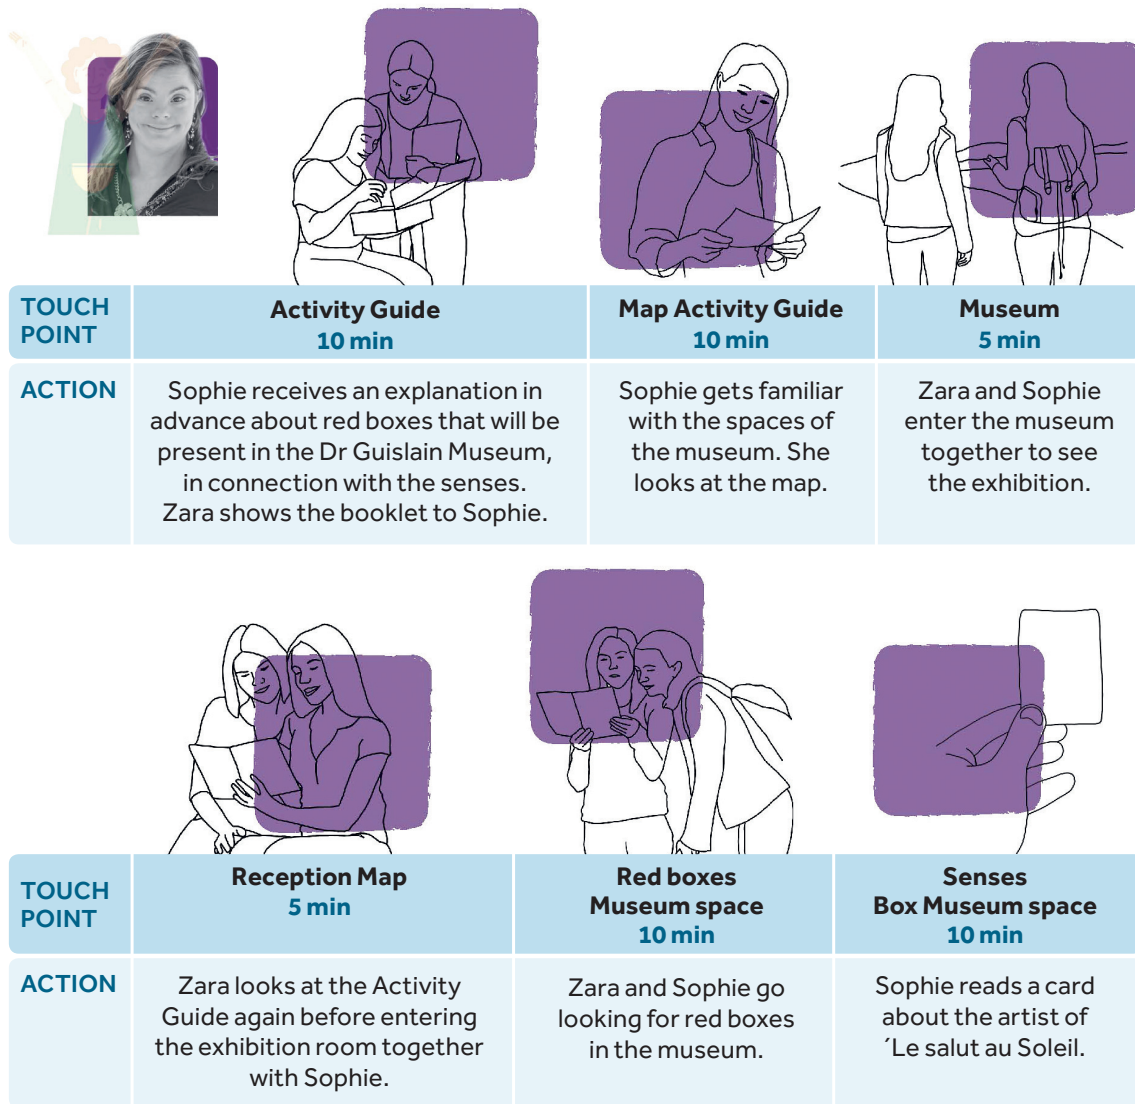 TOUCH
POINT
Activity Guide
10 min
Map Activity Guide
10 min
Museum
5 min
ACTION
Sophie receives an explanation in
advance about red boxes that will be
present in the Dr Guislain Museum,
in connection with the senses.
Zara shows the booklet to Sophie.
Sophie gets familiar
with the spaces of
the museum. She
looks at the map.
Zara and Sophie
enter the museum
together to see
the exhibition.
TOUCH
POINT
Reception Map
5 min
Red boxes
Museum space
10 min
Senses
Box Museum space
10 min
ACTION
Zara looks at the Activity
Guide again before entering
the exhibition room together
with Sophie.
Zara and Sophie go
looking for red boxes
in the museum.
Sophie reads a card
about the artist of
´Le salut au Soleil.